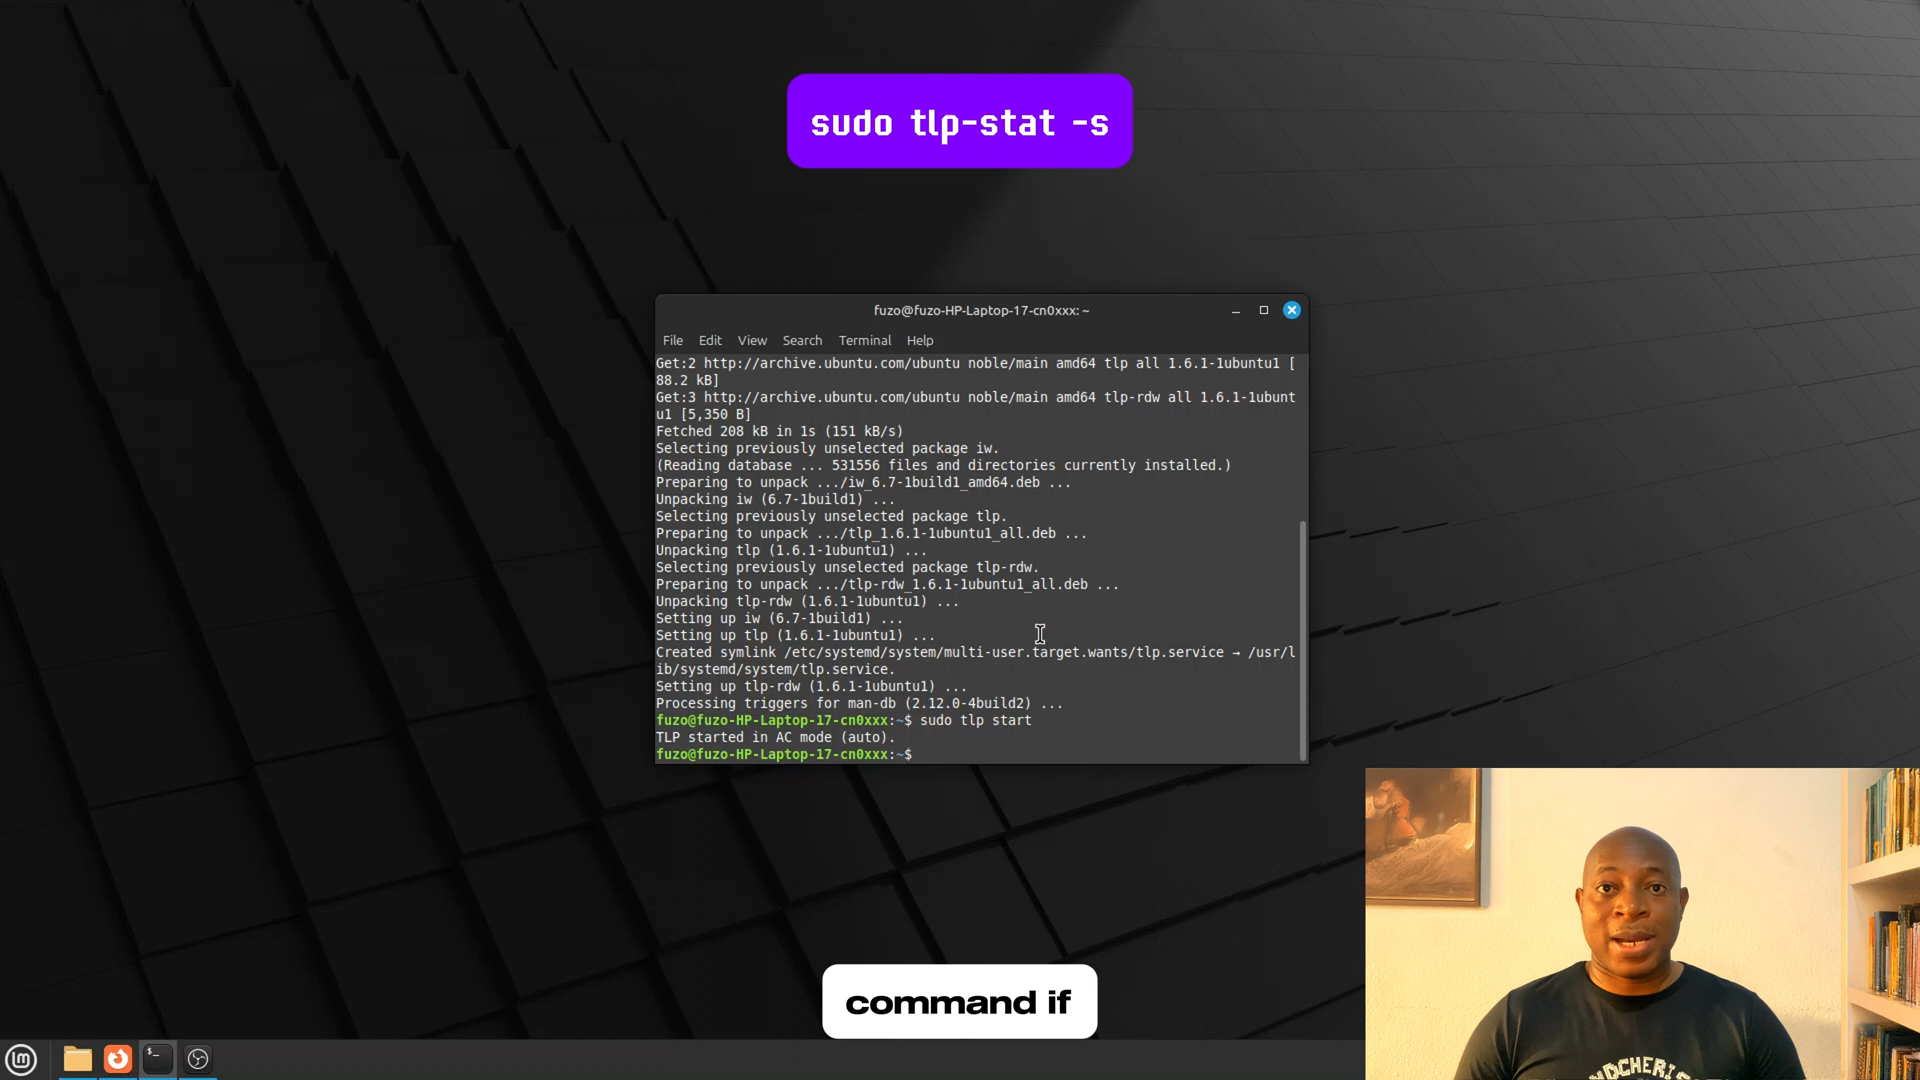 sudo tlp-stat -s
fuzo@fuzo-HP-Laptop-17-cn0xxx: ~
File Edit View Search Terminal Help
Get:2 http://archive.ubuntu.com/ubuntu noble/main amd64 tlp all 1.6.1-1ubuntu1 [
88.2 kB]
Get:3 http://archive.ubuntu.com/ubuntu noble/main amd64 tlp-rdw all 1.6.1-1ubunt
u1 [5,350 B]
Fetched 208 kB in 1s (151 kB/s)
Selecting previously unselected package iw.
(Reading database ... 531556 files and directories currently installed.)
Preparing to unpack .../iw_6.7-1build1_amd64.deb ...
Unpacking iw (6.7-1build1) ...
Selecting previously unselected package tlp.
Preparing to unpack .../tlp_1.6.1-1ubuntu1_all.deb ...
Unpacking tlp (1.6.1-1ubuntu1) ...
Selecting previously unselected package tlp-rdw.
Preparing to unpack .../tlp-rdw_1.6.1-1ubuntu1_all.deb ...
Unpacking tlp-rdw (1.6.1-1ubuntu1) ...
Setting up iw (6.7-1build1) ...
Setting up tlp (1.6.1-1ubuntu1) ...
Created symlink /etc/systemd/system/multi-user.target.wants/tlp.service → /usr/l
ib/systemd/system/tlp.service.
Setting up tlp-rdw (1.6.1-1ubuntu1) ...
Processing triggers for man-db (2.12.0-4build2) ...
fuzo@fuzo-HP-Laptop-17-cn0xxx:~$ sudo tlp start
TLP started in AC mode (auto).
fuzo@fuzo-HP-Laptop-17-cn0xxx:~$
command if